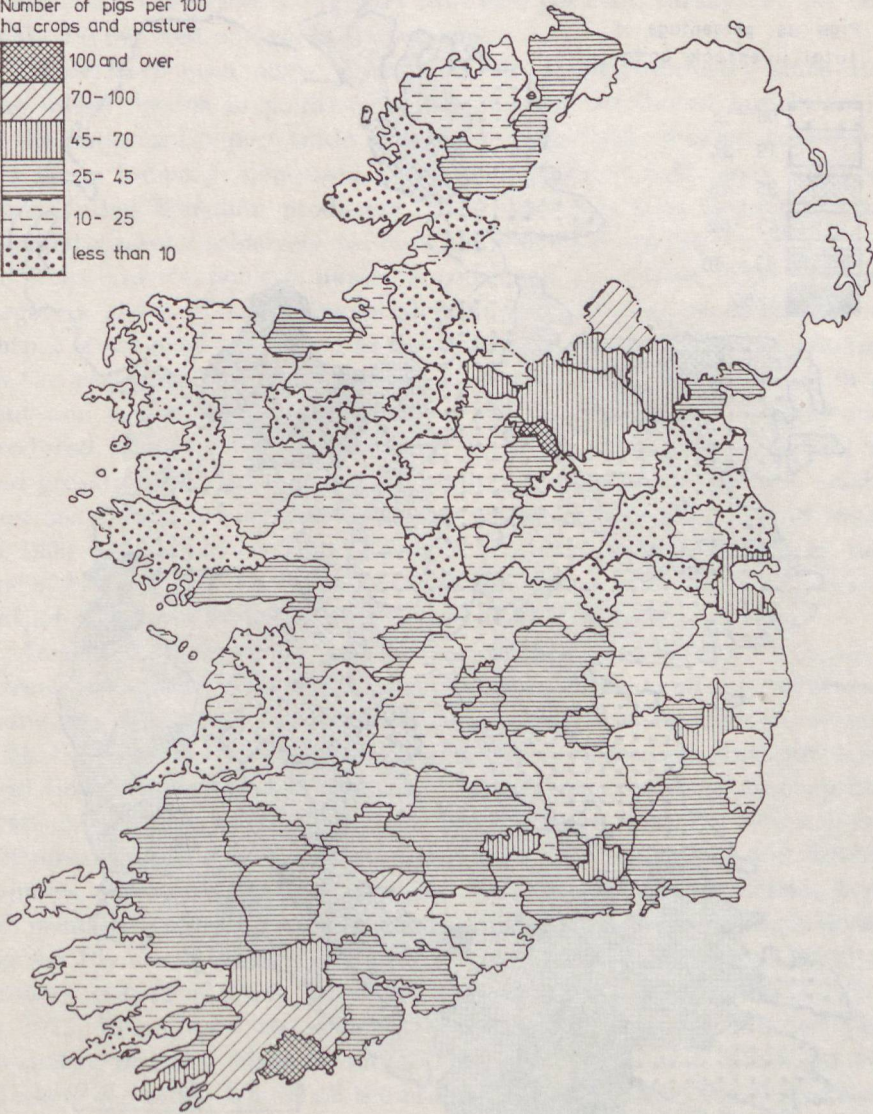 Number of pigs per 100
ha crops and pasture
100 and over
70-100
45-70
25-45
10-25
less than 10